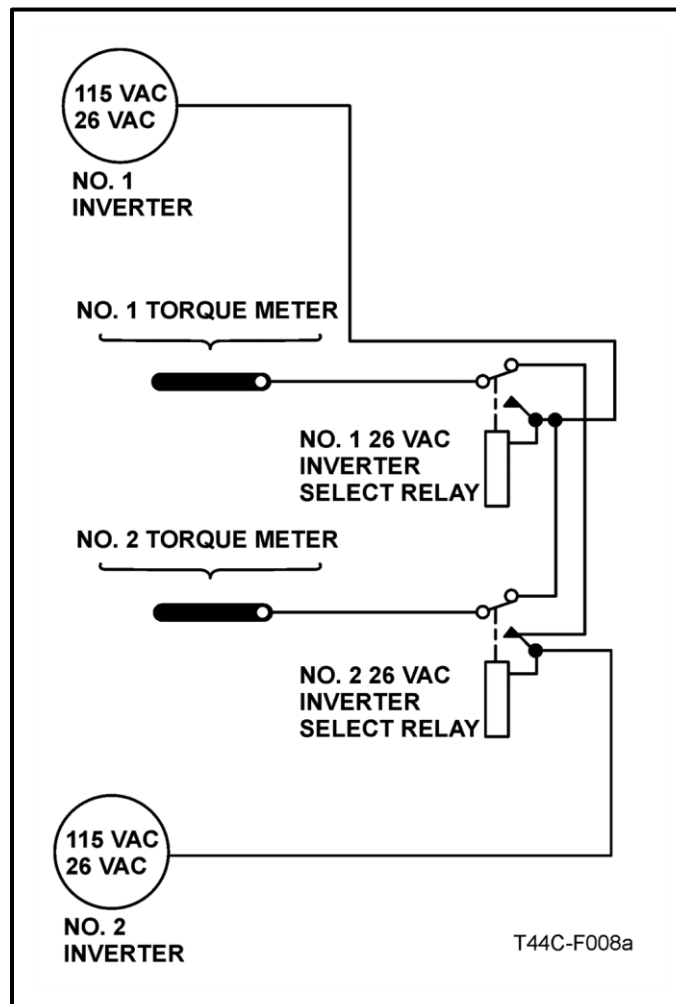 115 VAC
26 VAC
NO. 1
INVERTER
NO. 1 TORQUE METER
NO. 1 26 VAC
INVERTER
SELECT RELAY
NO. 2 TORQUE METER
NO. 2 26 VAC
INVERTER
SELECT RELAY
115 VAC
26 VAC
NO. 2
INVERTER
T44C-F008a